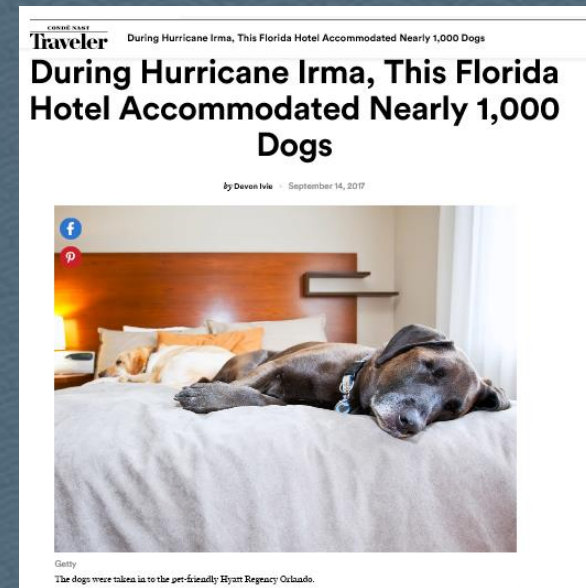 CONDÉ NAST
Traveler
During Hurricane Irma, This Florida Hotel Accommodated Nearly 1,000 Dogs
During Hurricane Irma, This Florida
Hotel Accommodated Nearly 1,000
Dogs
by Devon Ivie September 14, 2017
Getty
The dogs were taken in to the pet-friendly Hyatt Regency Orlando.